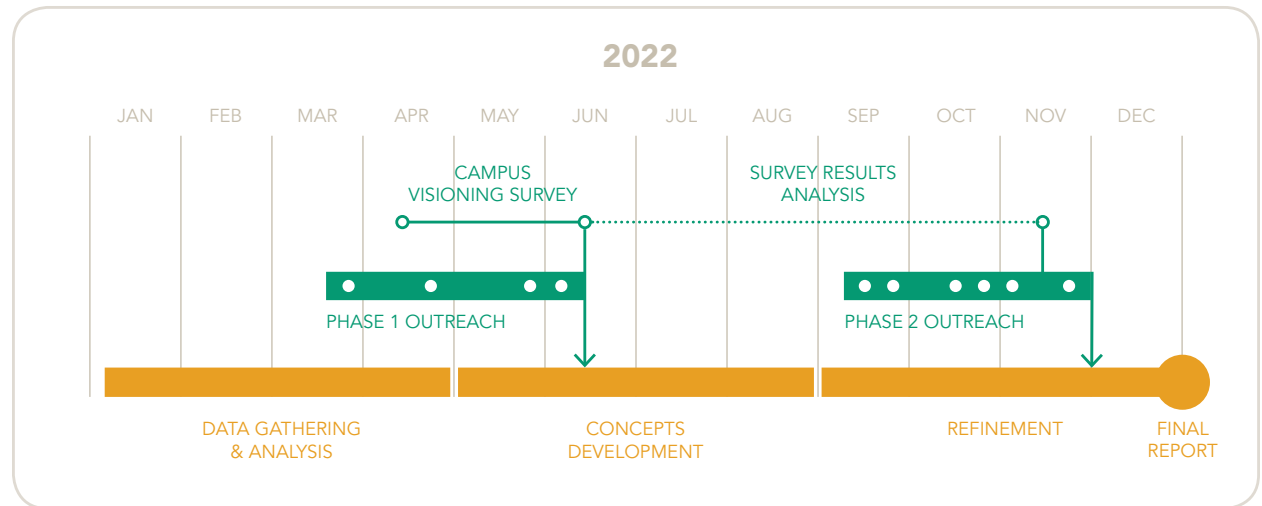 2022
JAN FEB MAR APR MAY JUN JUL AUG SEP OCT NOV DEC
CAMPUS
VISIONING SURVEY
SURVEY RESULTS
ANALYSIS
PHASE 1 OUTREACH
PHASE 2 OUTREACH
DATA GATHERING
& ANALYSIS
CONCEPTS
DEVELOPMENT
REFINEMENT
FINAL
REPORT